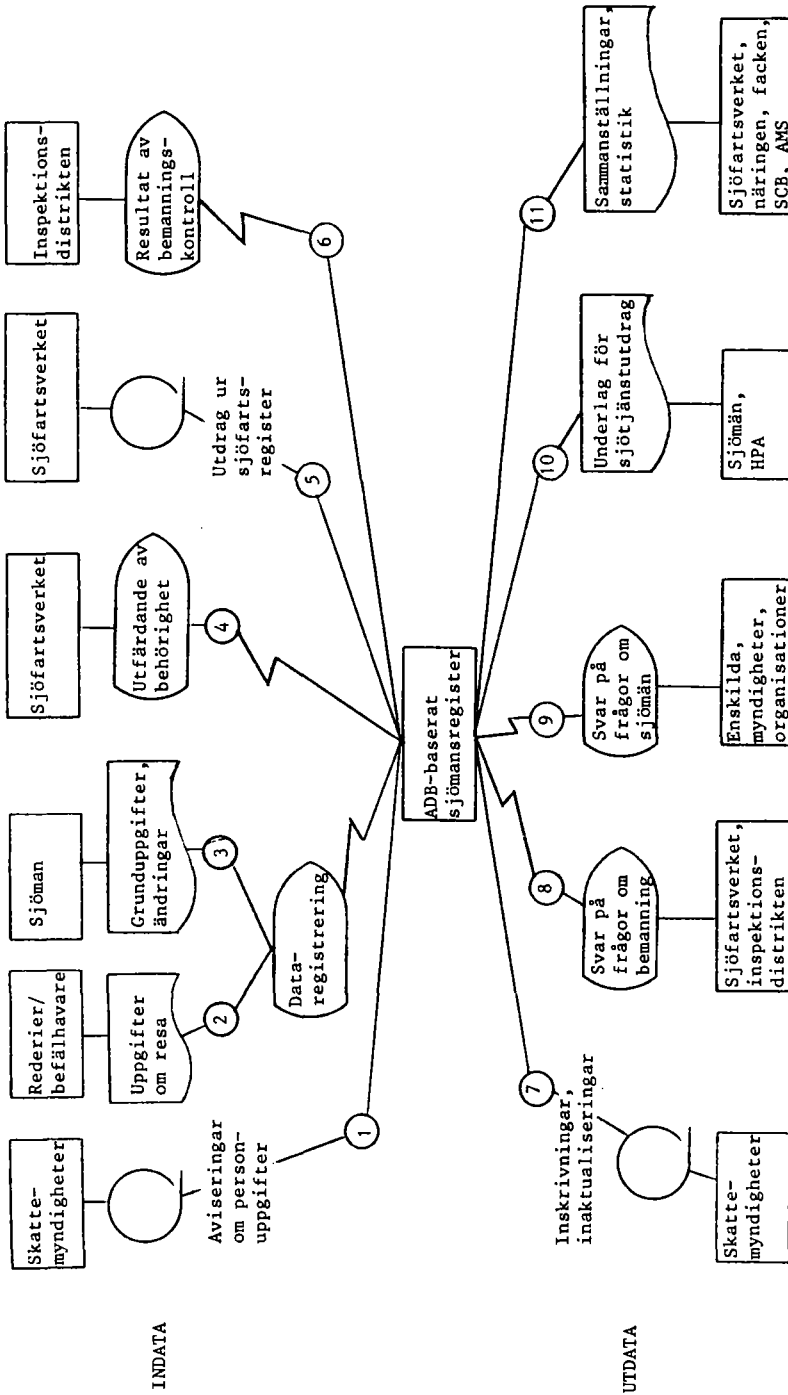 INDATA
Skatte-
myndigheter
Aviseringar
om person-
uppgifter
1
Rederier/
befälhavare
Uppgifter
om resa
2
Sjöman
Grunduppgifter,
ändringar
3
Data-
registrering
Sjöfartsverket
Utfärdande av
behörighet
4
Sjöfartsverket
Utdrag ur
sjöfarts-
register
5
Inspektions-
distrikten
Resultat av
bemannings-
kontroll
6
ADB-baserat
sjömansregister
UTDATA
7
Inskrivningar,
inaktualiseringar
Skatte-
myndigheter
8
Svar på
frågor om
bemanning
Sjöfartsverket,
inspektions-
distrikten
9
Svar på
frågor om
sjömän
Enskilda,
myndigheter,
organisationer
10
Underlag för
sjötjänstutdrag
Sjömän,
HPA
11
Sammanställningar,
statistik
Sjöfartsverket,
näringen, facken,
SCB, AMS